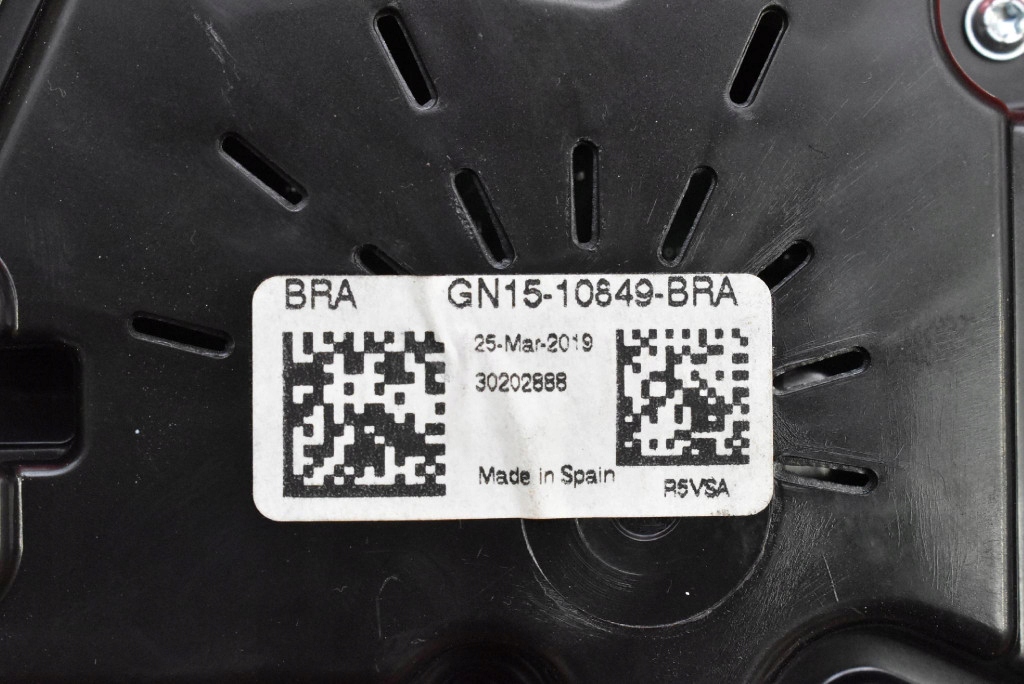 BRA GN15-10849-BRA
25-Mar-2019
30202888
Made in Spain
R5VSA